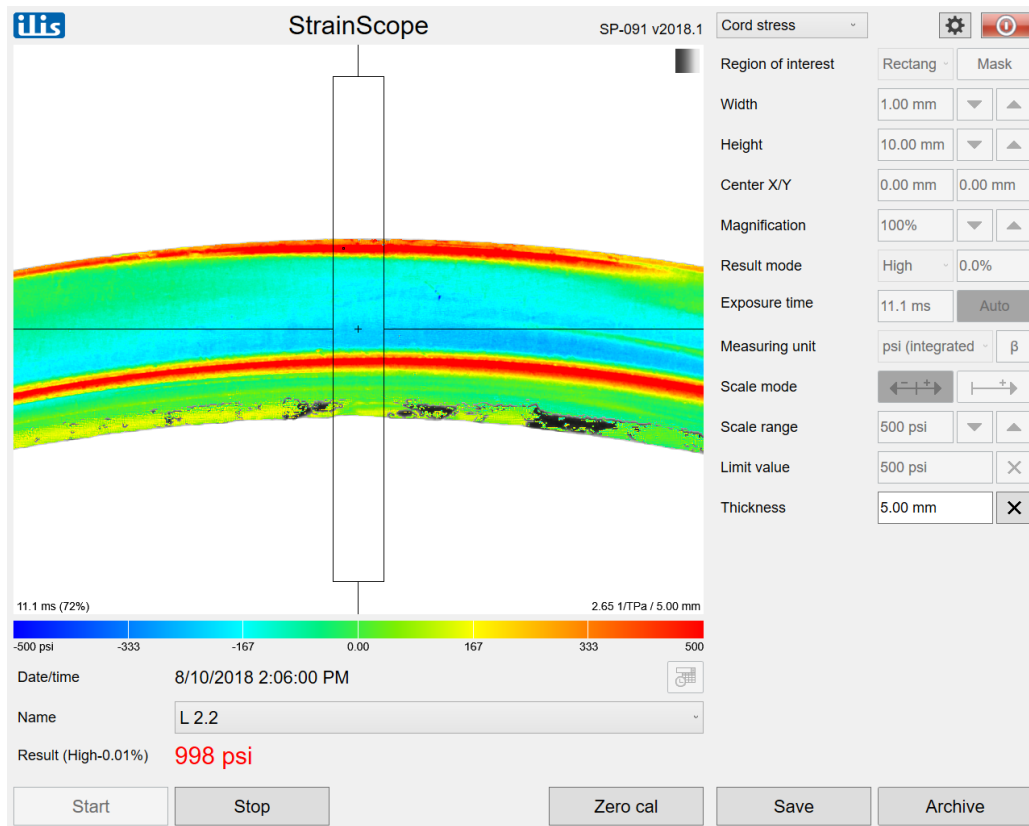 ilis
StrainScope
SP-091 v2018.1
Cord stress
Region of interest
Rectang
Mask
Width
1.00 mm
Height
10.00 mm
Center X/Y
0.00 mm
0.00 mm
Magnification
100%
Result mode
High
0.0%
Exposure time
11.1 ms
Auto
Measuring unit
psi (integrated
β
Scale mode
- +
+
Scale range
500 psi
Limit value
500 psi
Thickness
5.00 mm
11.1 ms (72%)
2.65 1/TPa / 5.00 mm
-500 psi
-333
-167
0.00
167
333
500
Date/time
8/10/2018 2:06:00 PM
Name
L 2.2
Result (High-0.01%)
998 psi
Start
Stop
Zero cal
Save
Archive